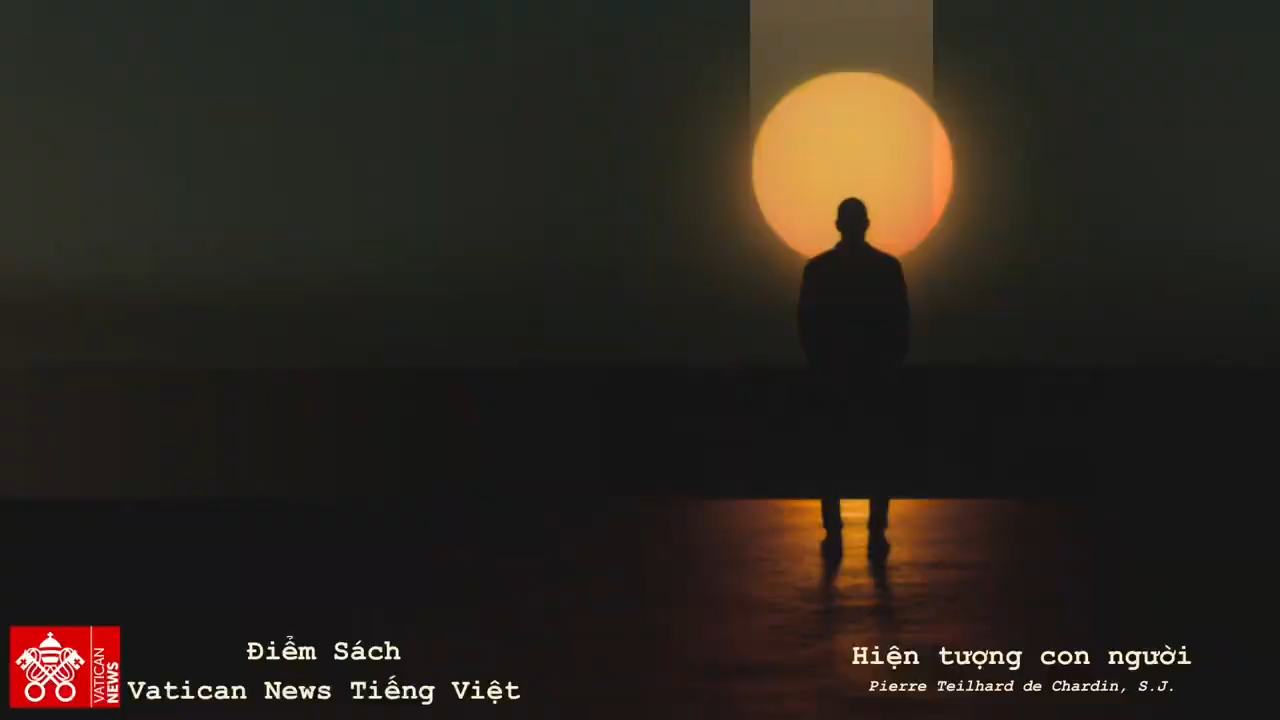 Điểm Sách
Vatican News Tiếng Việt
VATICAN
NEWS
Hiện tượng con người
Pierre Teilhard de Chardin, S.J.